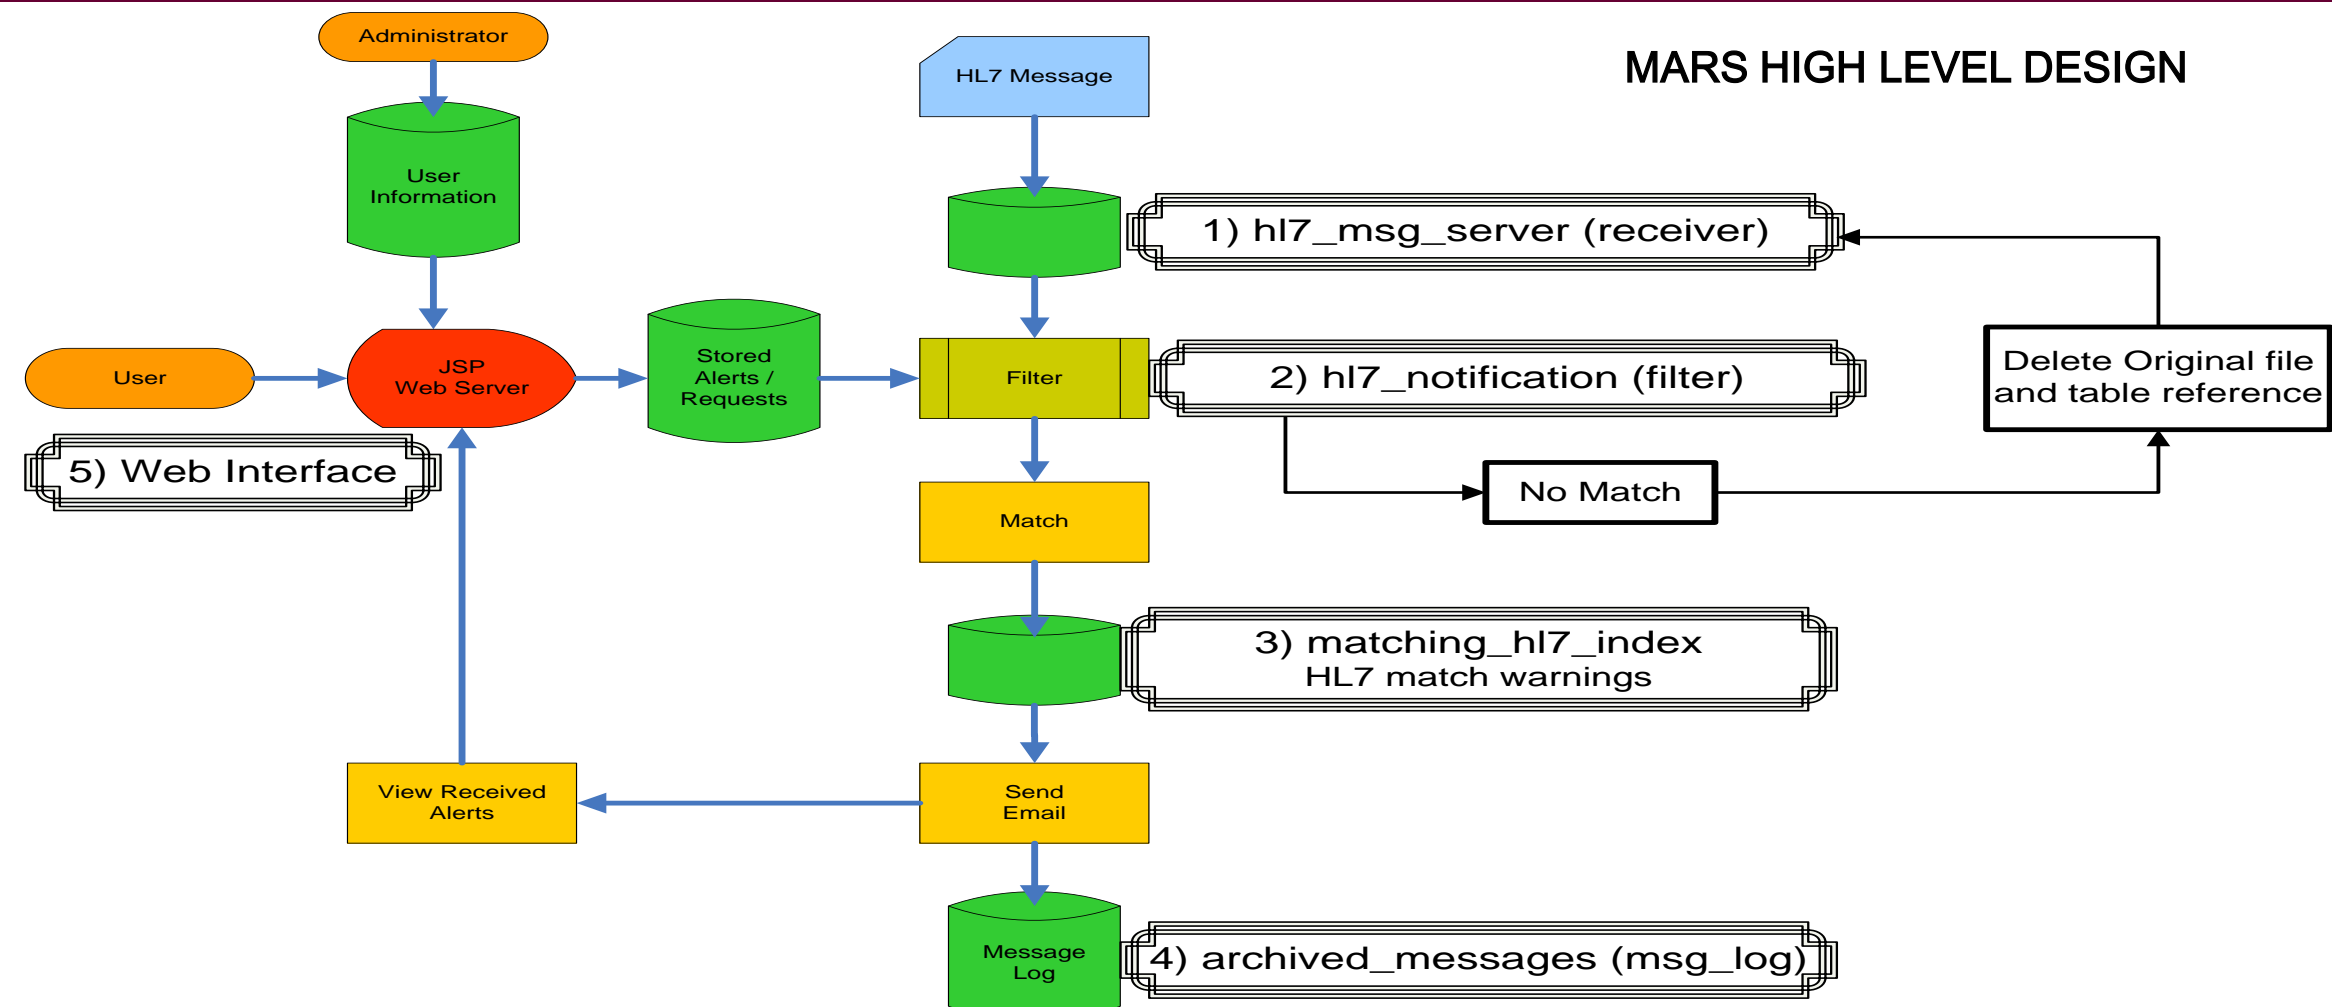 MARS HIGH LEVEL DESIGN
Administrator
HL7 Message
User
Information
1) hl7_msg_server (receiver)
User
JSP
Web Server
Stored
Alerts /
Requests
Filter
2) hl7_notification (filter)
Delete Original file
and table reference
5) Web Interface
No Match
Match
3) matching_hl7_index
HL7 match warnings
View Received
Alerts
Send
Email
Message
Log
4) archived_messages (msg_log)